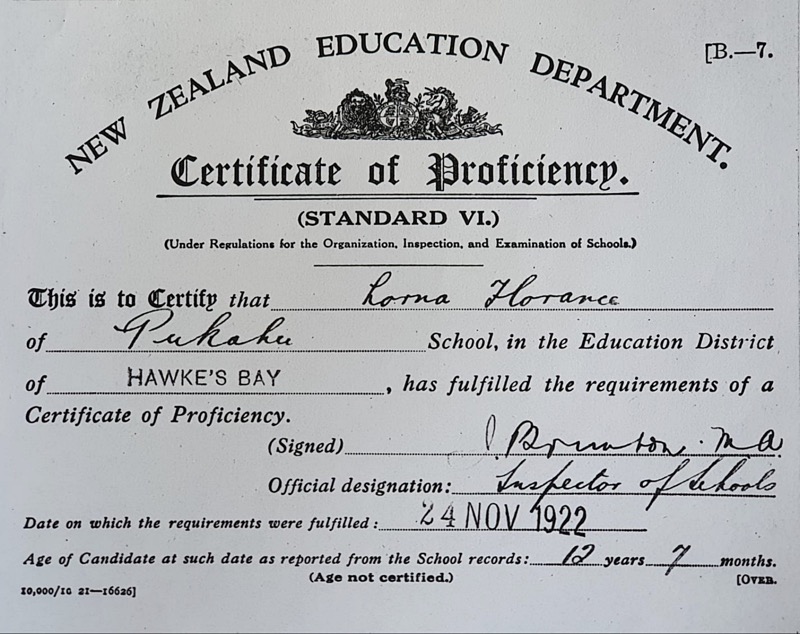 [B.—7.
NEW ZEALAND EDUCATION DEPARTMENT.
Certificate of Proficiency.
(STANDARD VI.)
(Under Regulations for the Organization, Inspection, and Examination of Schools.)
This is to Certify that Lorna Florance
of Pukahu School, in the Education District
of HAWKE'S BAY, has fulfilled the requirements of a
Certificate of Proficiency.
(Signed) J. M.A.
Official designation: Inspector of Schools
Date on which the requirements were fulfilled: 24 NOV 1922
Age of Candidate at such date as reported from the School records: 12 years 7 months.
(Age not certified.)
[OVER.
10,000/10 21—16626]